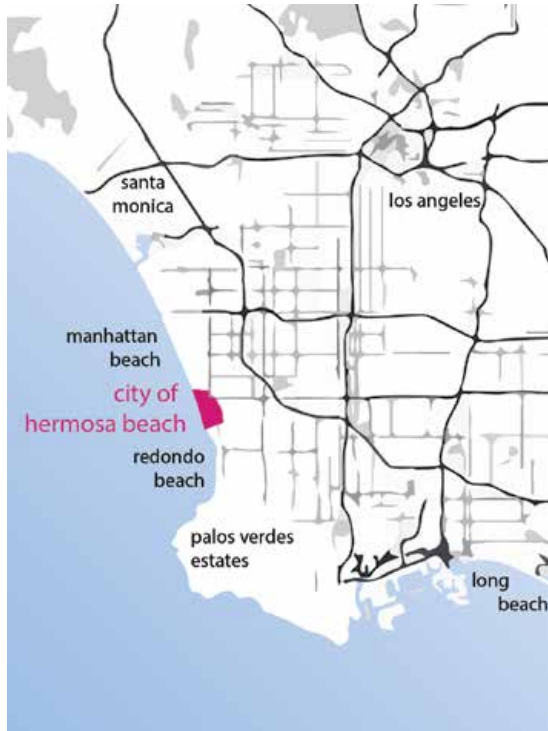 santa
monica
los angeles
manhattan
beach
city of
hermosa beach
redondo
beach
palos verdes
estates
long
beach